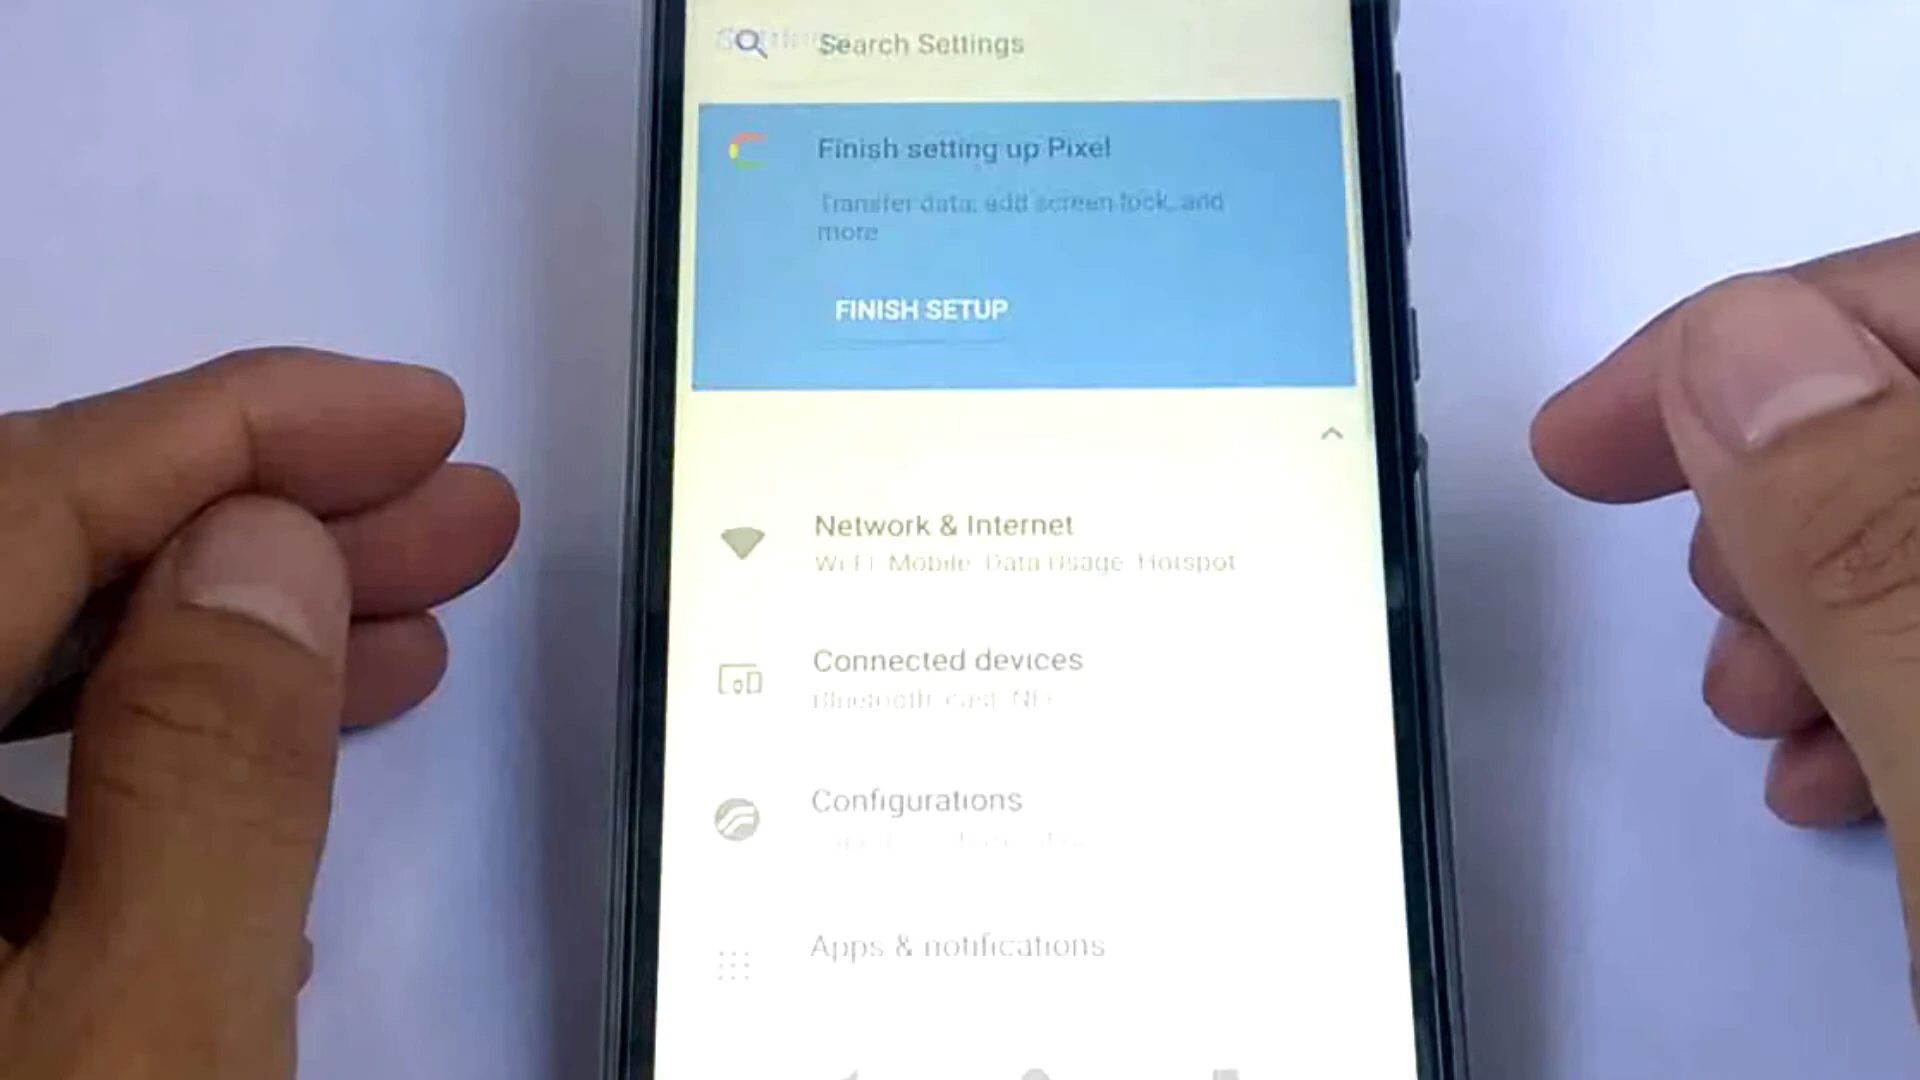 Search Settings
Finish setting up Pixel
Transfer data, add screen lock, and
more
FINISH SETUP
Network & Internet
Wi-Fi, Mobile, Data Usage, Hotspot
Connected devices
Bluetooth, cast, NFC
Configurations
Apps & notifications